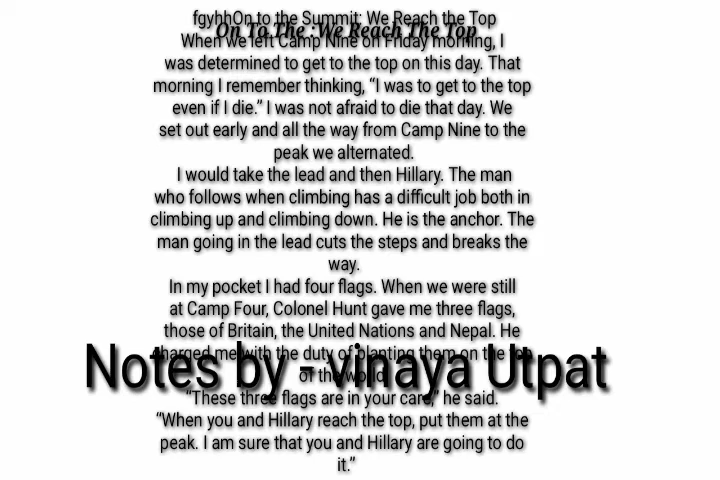 fgyhhOn to the Summit: We Reach the Top
On To The :We Reach The Top
When we left Camp Nine on Friday morning, I
was determined to get to the top on this day. That
morning I remember thinking, “I was to get to the top
even if I die.” I was not afraid to die that day. We
set out early and all the way from Camp Nine to the
peak we alternated.
I would take the lead and then Hillary. The man
who follows when climbing has a difficult job both in
climbing up and climbing down. He is the anchor. The
man going in the lead cuts the steps and breaks the
way.
In my pocket I had four flags. When we were still
at Camp Four, Colonel Hunt gave me three flags,
those of Britain, the United Nations and Nepal. He
charged me with the duty of planting them on the top
Notes by - vinaya Utpat
of the world.
“These three flags are in your care,” he said.
“When you and Hillary reach the top, put them at the
peak. I am sure that you and Hillary are going to do
it.”